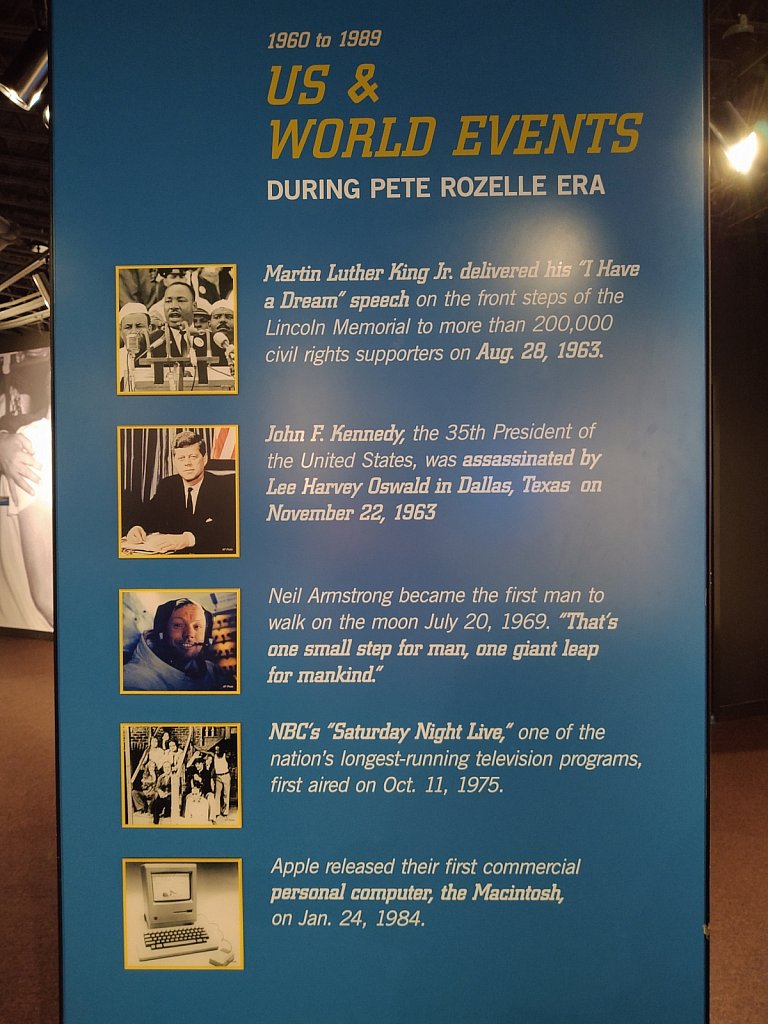 1960 to 1989
US &
WORLD EVENTS
DURING PETE ROZELLE ERA
Martin Luther King Jr. delivered his "I Have
a Dream" speech on the front steps of the
Lincoln Memorial to more than 200,000
civil rights supporters on Aug. 28, 1963.
John F. Kennedy, the 35th President of
the United States, was assassinated by
Lee Harvey Oswald in Dallas, Texas on
November 22, 1963
Neil Armstrong became the first man to
walk on the moon July 20, 1969. "That's
one small step for man, one giant leap
for mankind."
NBC's "Saturday Night Live," one of the
nation's longest-running television programs,
first aired on Oct. 11, 1975.
Apple released their first commercial
personal computer, the Macintosh,
on Jan. 24, 1984.